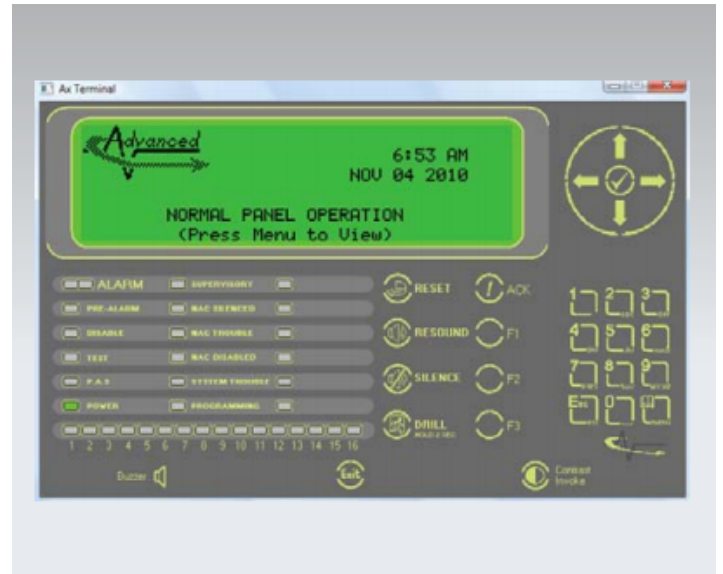 Ax Terminal
Advanced
6:53 AM
NOV 04 2010
NORMAL PANEL OPERATION
(Press Menu to View)
ALARM SUPERVISORY
PRE-ALARM NAC SILENCED
DISABLE NAC TROUBLE
TEST NAC DISABLED
P.A.S SYSTEM TROUBLE
POWER PROGRAMMING
1 2 3 4 5 6 7 8 9 10 11 12 13 14 15 16
RESET ACK
RESOUND F1
SILENCE F2
DRILL F3
1 2 3
4 5 6
7 8 9
Esc 0
Buzzer
Exit
Contrast
Invoke